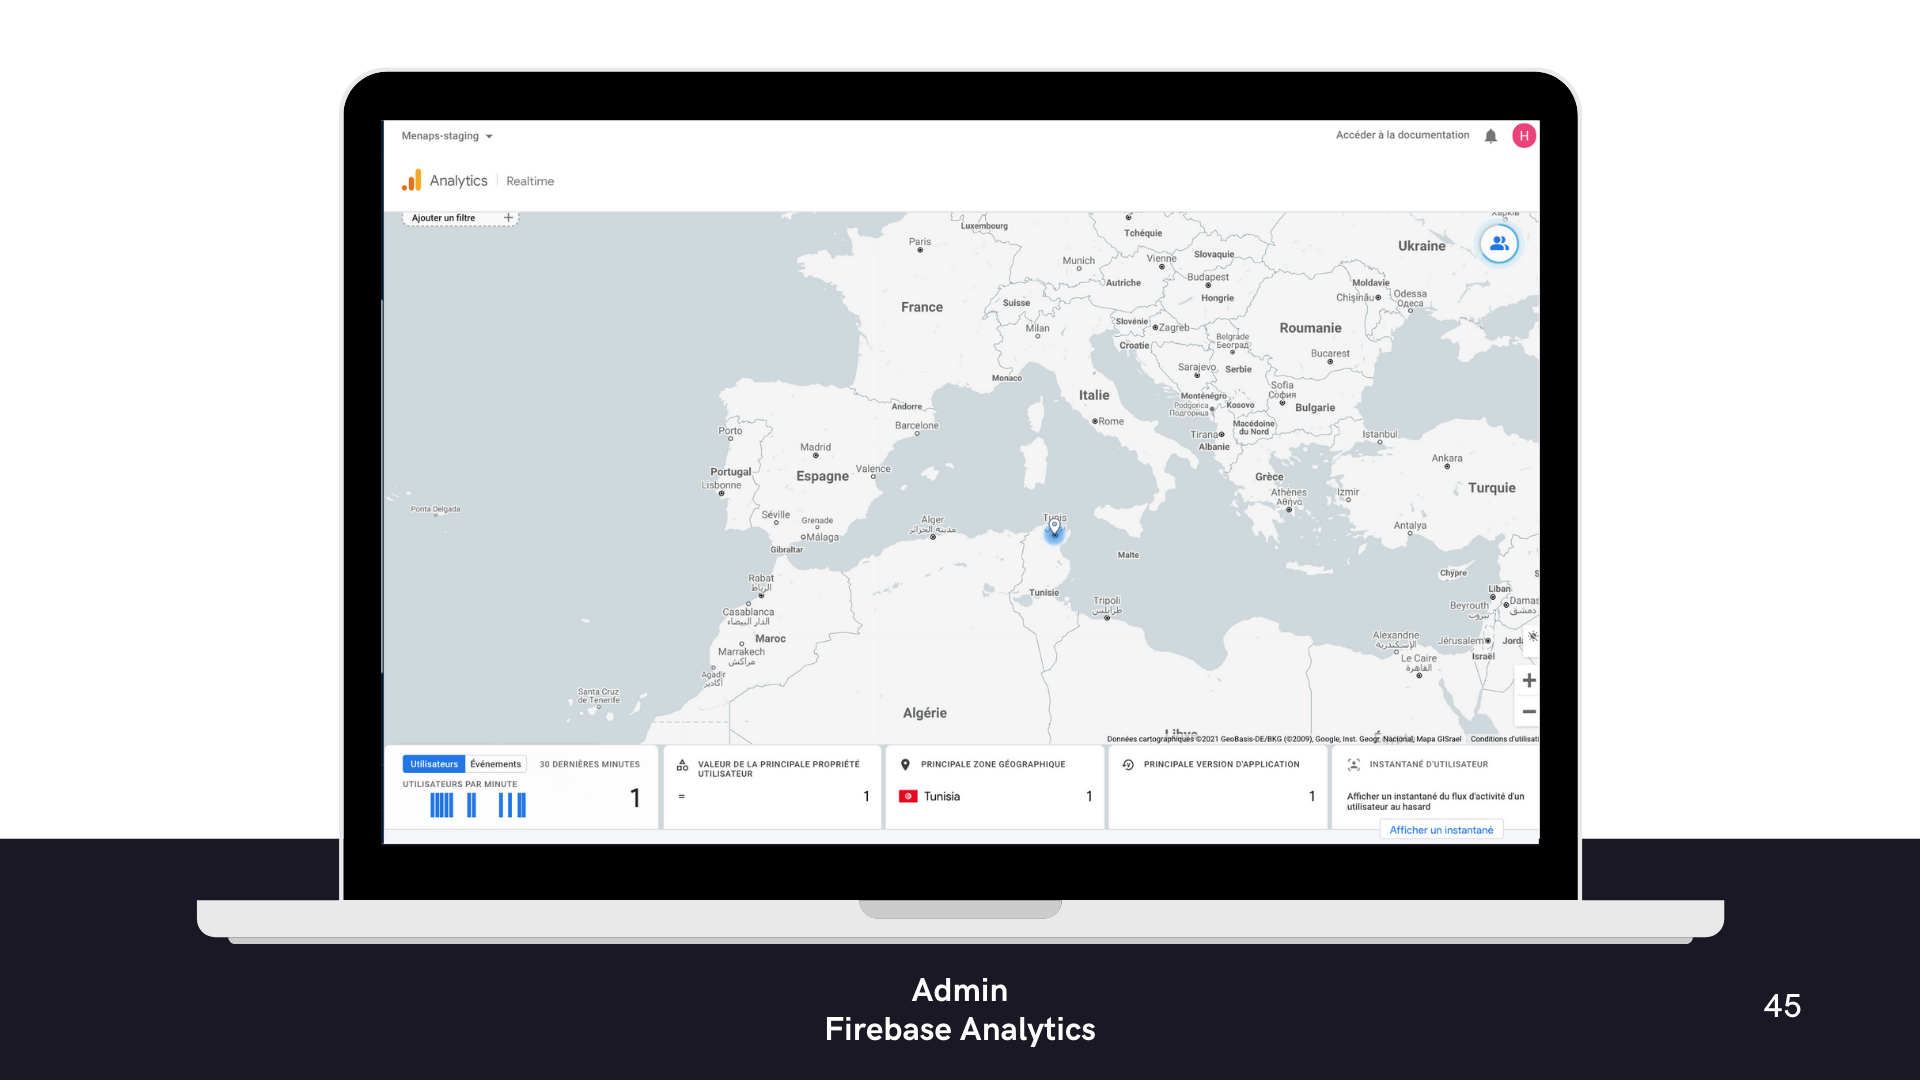 Menaps-staging
Accéder à la documentation
H
Analytics
Realtime
Ajouter un filtre
Luxembourg
Paris
Tchéquie
Ukraine
Munich
Vienne
Slovaquie
Autriche
Budapest
Hongrie
Moldavie
Chișinău
Odessa
Одеса
France
Suisse
Milan
Slovénie
Zagreb
Croatie
Roumanie
Belgrade
Београд
Bucarest
Sarajevo
Serbie
Monaco
Italie
Sofia
София
Monténégro
Podgorica
Подгорица
Kosovo
Bulgarie
Andorre
Barcelone
Rome
Macédoine
du Nord
Tirana
Albanie
Istanbul
Porto
Madrid
Ankara
Portugal
Espagne
Valence
Lisbonne
Grèce
Athènes
Αθήνα
Izmir
Turquie
Ponta Delgada
Séville
Grenade
Málaga
Gibraltar
Alger
مدينة الجزائر
Tunis
Antalya
Malte
Chypre
Rabat
الرباط
Tunisie
Liban
Casablanca
الدار البيضاء
Tripoli
طرابلس
Beyrouth
بيروت
Damas
دمشق
Maroc
Marrakech
مراكش
Alexandrie
الإسكندرية
Jérusalem
Jord
Israël
Le Caire
القاهرة
Agadir
أكادير
Santa Cruz
de Tenerife
Algérie
Libye
Données cartographiques ©2021 GeoBasis-DE/BKG (©2009), Google, Inst. Geogr. Nacional, Mapa GISrael
Conditions d'utilisati
Utilisateurs
Événements
30 DERNIÈRES MINUTES
UTILISATEURS PAR MINUTE
1
VALEUR DE LA PRINCIPALE PROPRIÉTÉ
UTILISATEUR
=
1
PRINCIPALE ZONE GÉOGRAPHIQUE
Tunisia
1
PRINCIPALE VERSION D'APPLICATION
1
INSTANTANÉ D'UTILISATEUR
Afficher un instantané du flux d'activité d'un
utilisateur au hasard
Afficher un instantané
Admin
Firebase Analytics
45